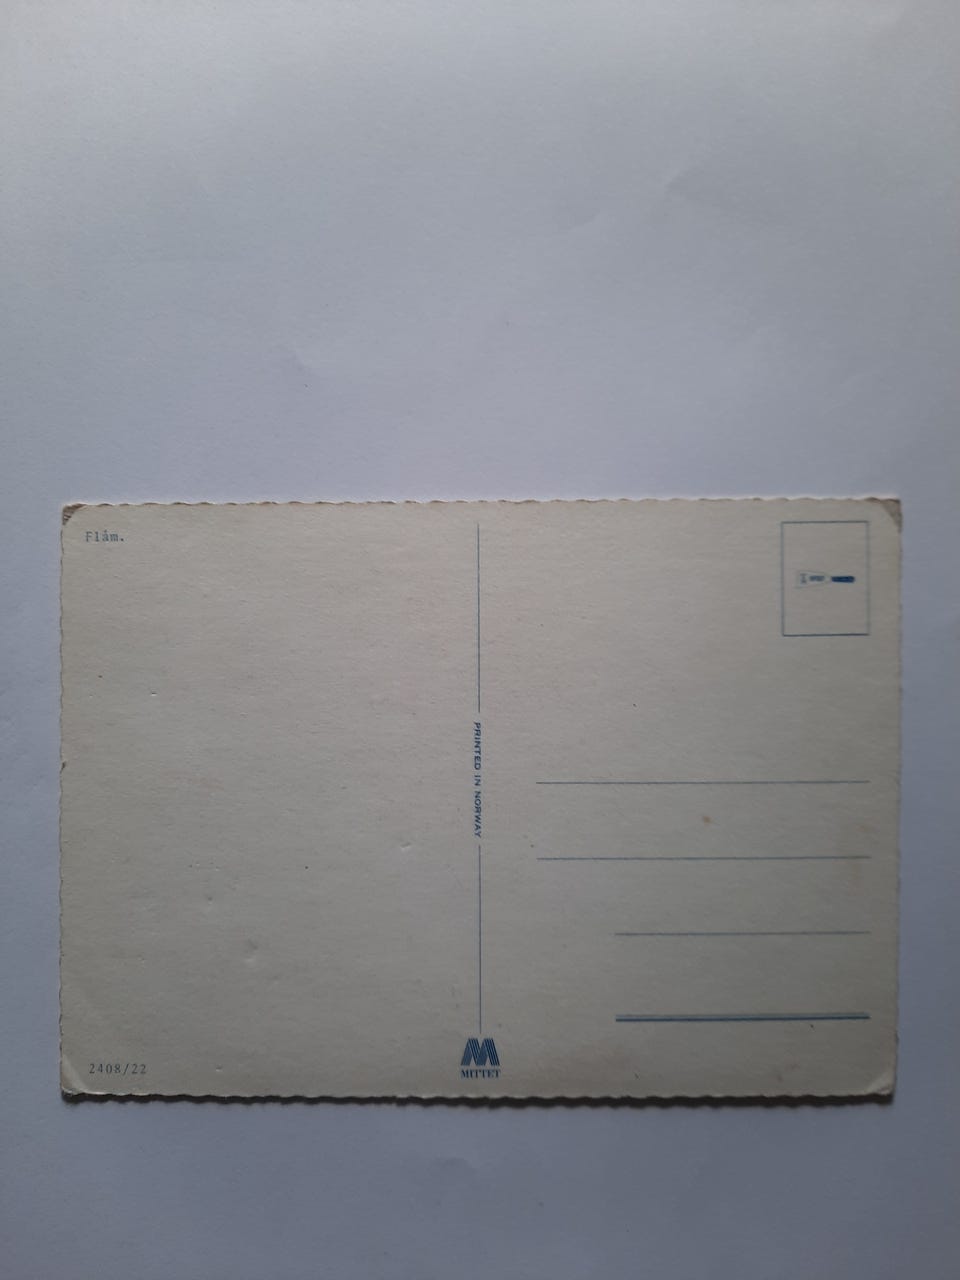 Flåm.
PRINTED IN NORWAY
2408/22
MITTET